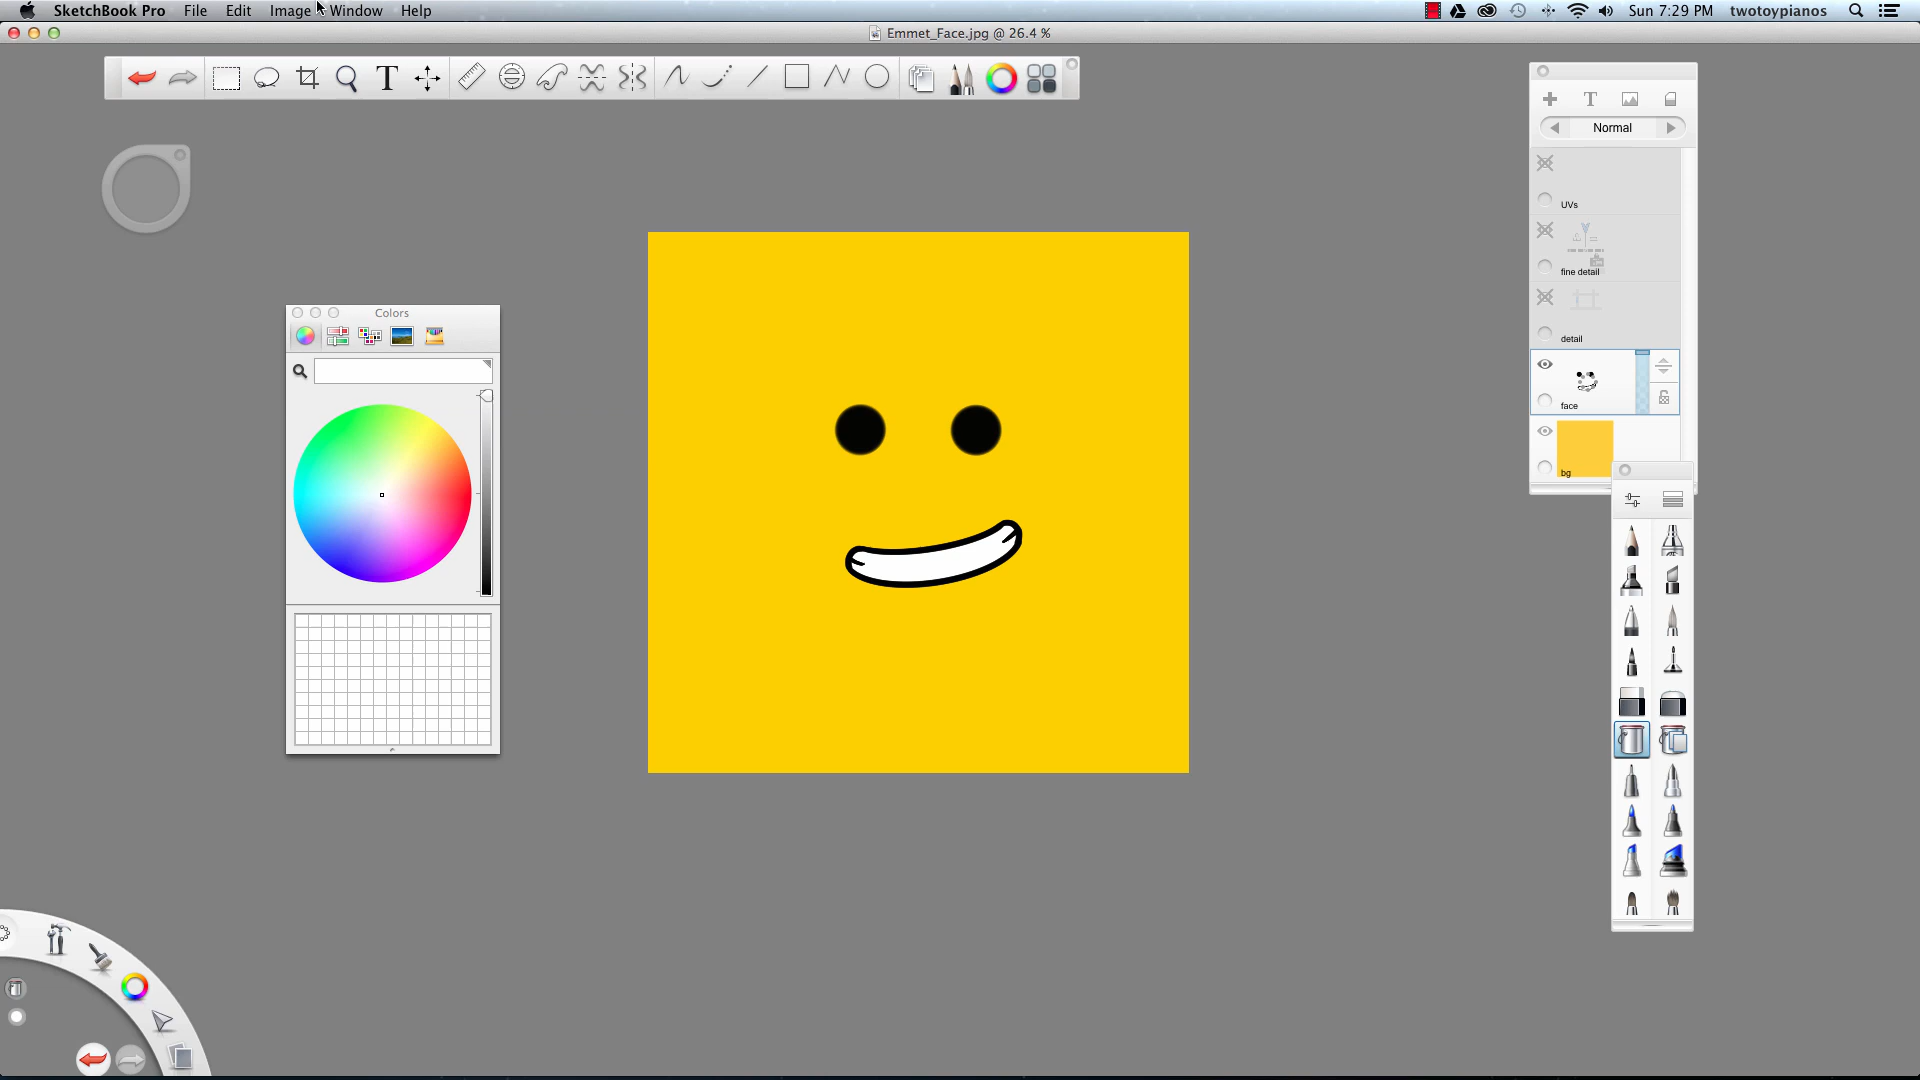 SketchBook Pro File Edit Image Window Help Sun 7:29 PM twotoypianos
Emmet_Face.jpg @ 26.4 %
T
T
Normal
UVs
fine detail
Colors
detail
face
bg